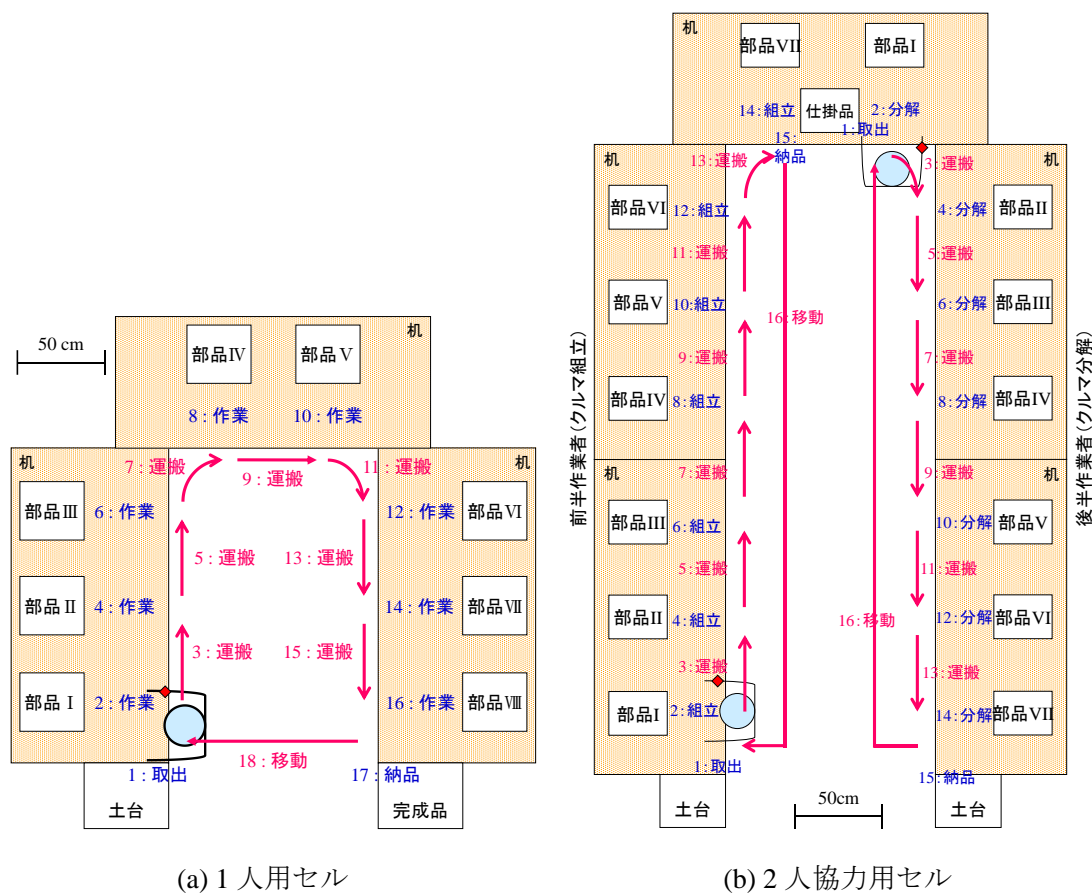 机
部品Ⅳ
部品Ⅴ
50 cm
8 : 作業
10 : 作業
机
7 : 運搬
9 : 運搬
11 : 運搬
机
部品Ⅲ
6 : 作業
12 : 作業
部品Ⅵ
5 : 運搬
13 : 運搬
部品Ⅱ
4 : 作業
14 : 作業
部品Ⅶ
3 : 運搬
15 : 運搬
部品Ⅰ
2 : 作業
16 : 作業
部品Ⅷ
18 : 移動
1 : 取出
17 : 納品
土台
完成品
(a) 1 人用セル
机
部品VII
部品I
14: 組立
仕掛品
2: 分解
1: 取出
15:
納品
机
13: 運搬
3: 運搬
机
部品VI
12: 組立
4: 分解
部品II
11: 運搬
5: 運搬
部品V
10: 組立
6: 分解
部品III
16: 移動
9: 運搬
7: 運搬
部品IV
8: 組立
8: 分解
部品IV
前半作業者(クルマ組立)
後半作業者(クルマ分解)
机
7: 運搬
9: 運搬
机
部品III
6: 組立
10: 分解
部品V
5: 運搬
11: 運搬
部品II
4: 組立
16: 移動
12: 分解
部品VI
3: 運搬
13: 運搬
部品I
2: 組立
14: 分解
部品VII
1: 取出
15: 納品
土台
50cm
土台
(b) 2 人協力用セル